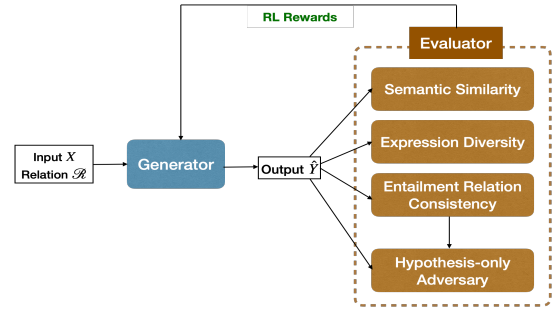 RL Rewards
Evaluator
Semantic Similarity
Expression Diversity
Input X
Relation ℛ
Generator
Output Ŷ
Entailment Relation
Consistency
Hypothesis-only
Adversary